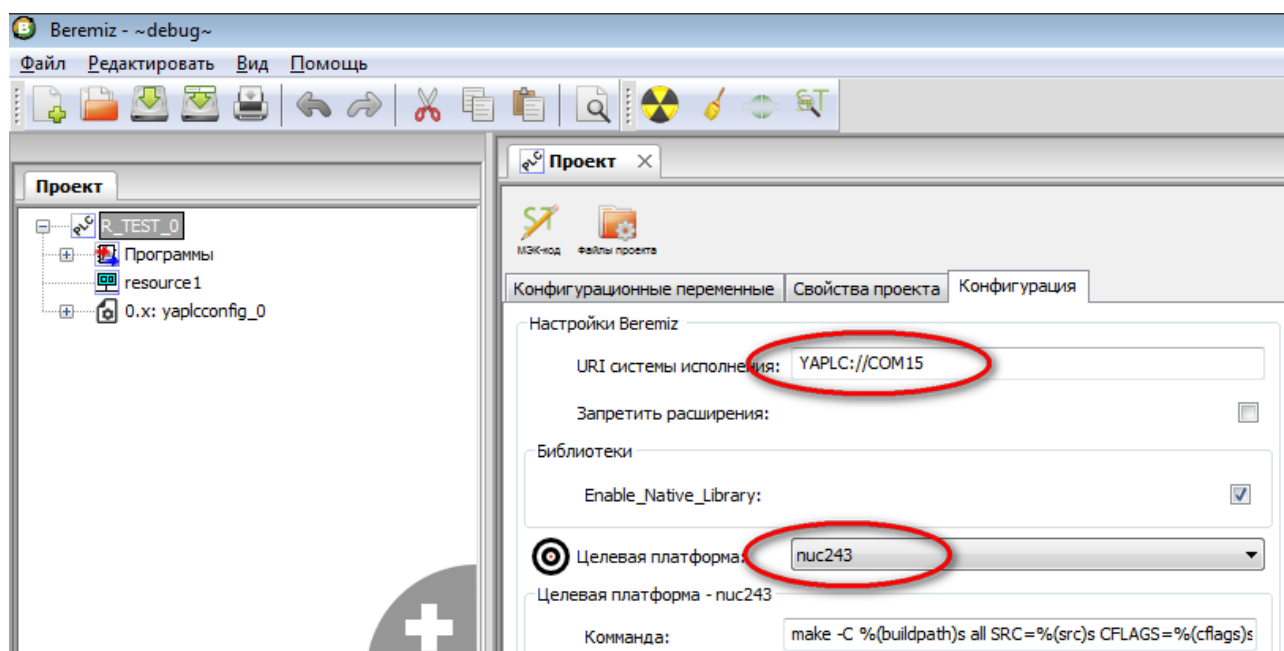 Beremiz - ~debug~
Файл Редактировать Вид Помощь
Проект
R_TEST_0
Программы
resource1
0.x: yaplcconfig_0
Проект
МЭК-код Файлы проекта
Конфигурационные переменные Свойства проекта Конфигурация
Настройки Beremiz
URI системы исполнения: YAPLC://COM15
Запретить расширения:
Библиотеки
Enable_Native_Library:
Целевая платформа: nuc243
Целевая платформа - nuc243
Комманда: make -C %(buildpath)s all SRC=%(src)s CFLAGS=%(cflags)s